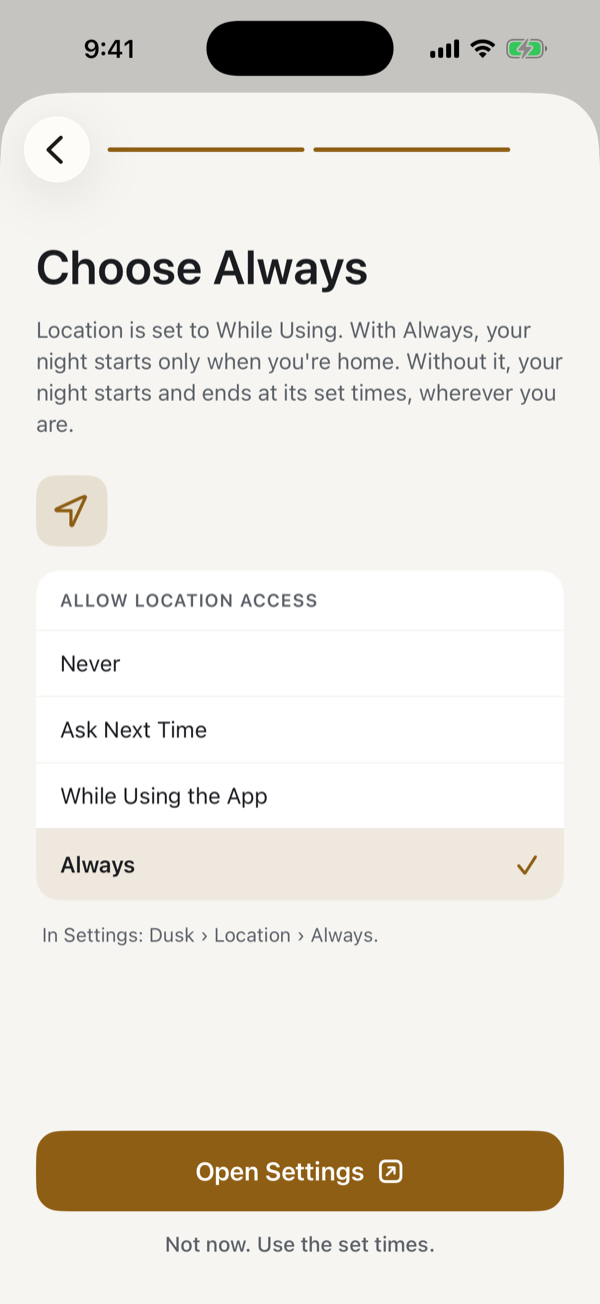 9:41
Choose Always
Location is set to While Using. With Always, your
night starts only when you're home. Without it, your
night starts and ends at its set times, wherever you
are.
ALLOW LOCATION ACCESS
Never
Ask Next Time
While Using the App
Always
In Settings: Dusk › Location › Always.
Open Settings
Not now. Use the set times.